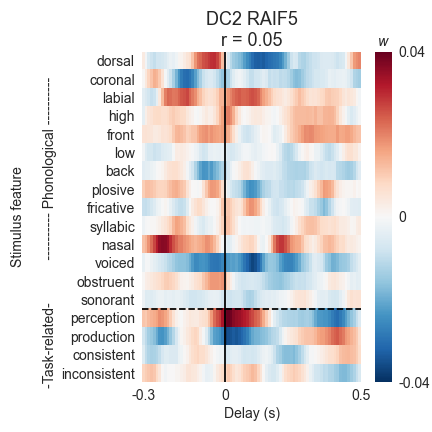 DC2 RAIF5
r = 0.05
w
dorsal
coronal
labial
high
front
low
back
plosive
fricative
syllabic
nasal
voiced
obstruent
sonorant
perception
production
consistent
inconsistent
Stimulus feature
-Task-related- ---------- Phonological ----------
0.04
0
-0.04
-0.3 0 0.5
Delay (s)